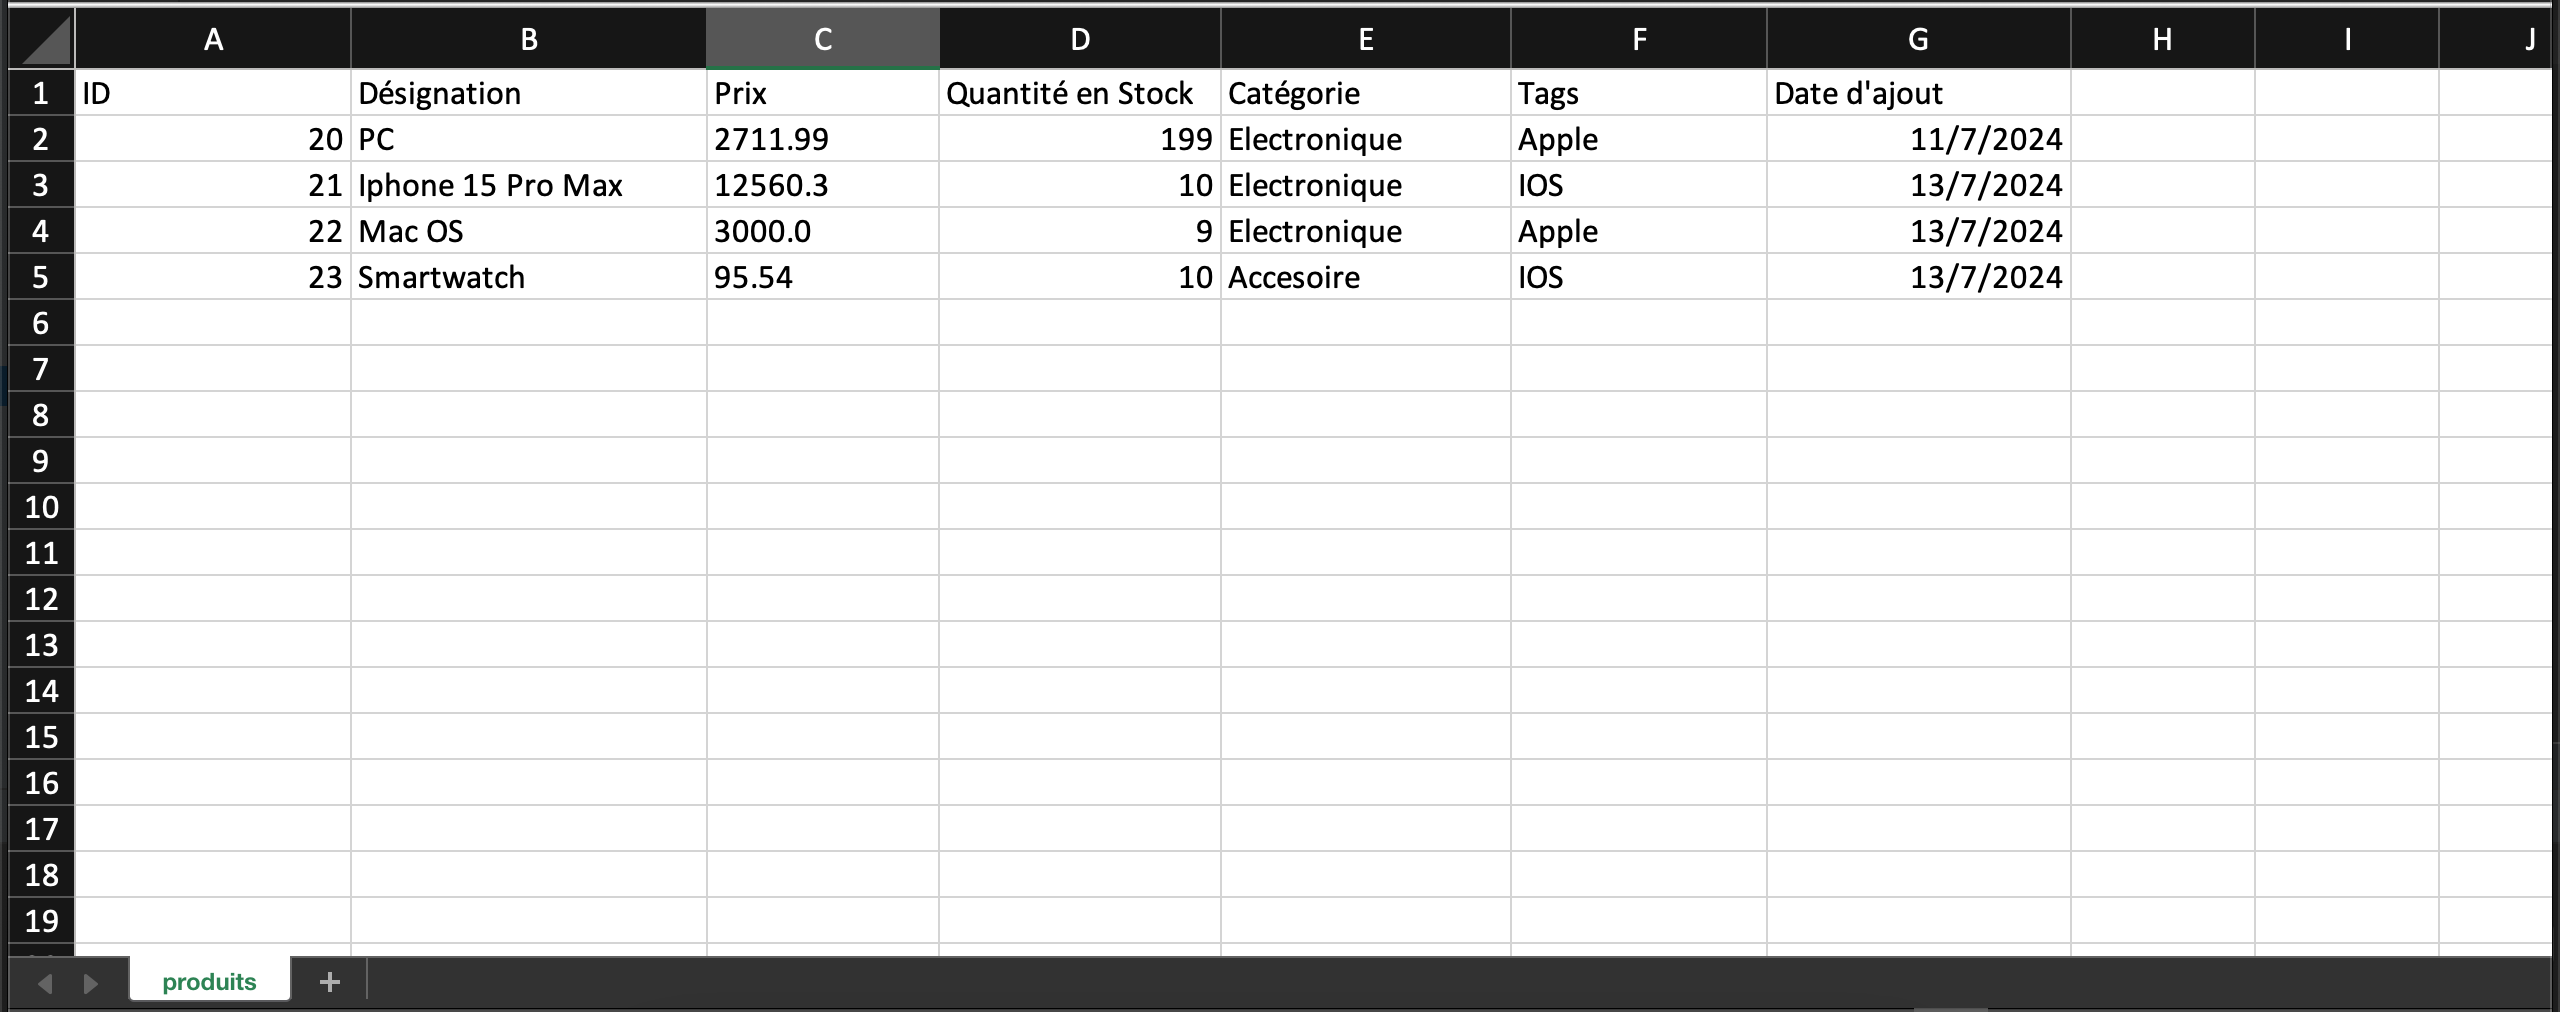 A B C D E F G H I J
1 ID Désignation Prix Quantité en Stock Catégorie Tags Date d'ajout
2 20 PC 2711.99 199 Electronique Apple 11/7/2024
3 21 Iphone 15 Pro Max 12560.3 10 Electronique IOS 13/7/2024
4 22 Mac OS 3000.0 9 Electronique Apple 13/7/2024
5 23 Smartwatch 95.54 10 Accesoire IOS 13/7/2024
6
7
8
9
10
11
12
13
14
15
16
17
18
19
produits +